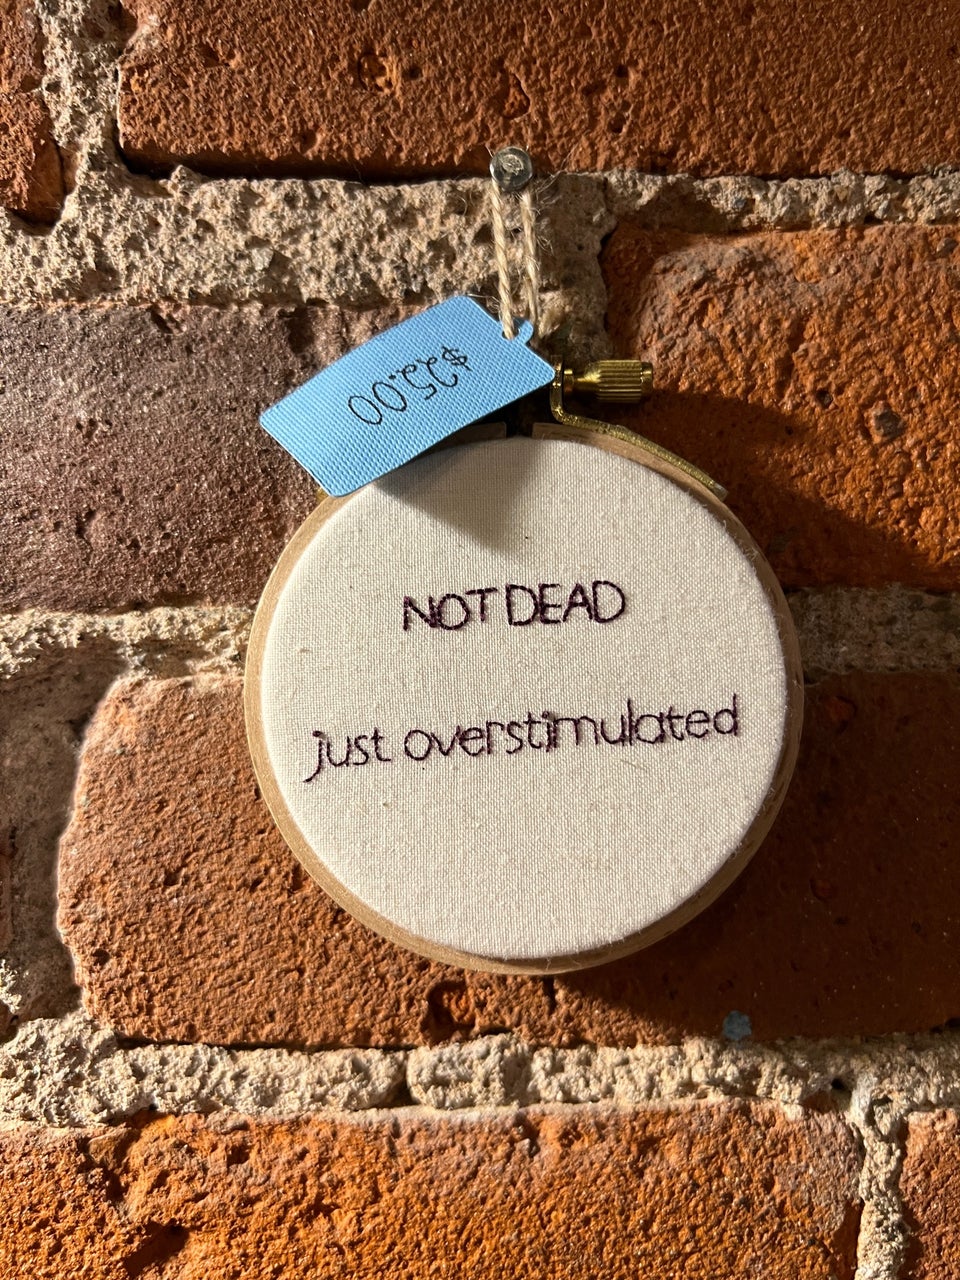 $25.00
NOT DEAD
just overstimulated